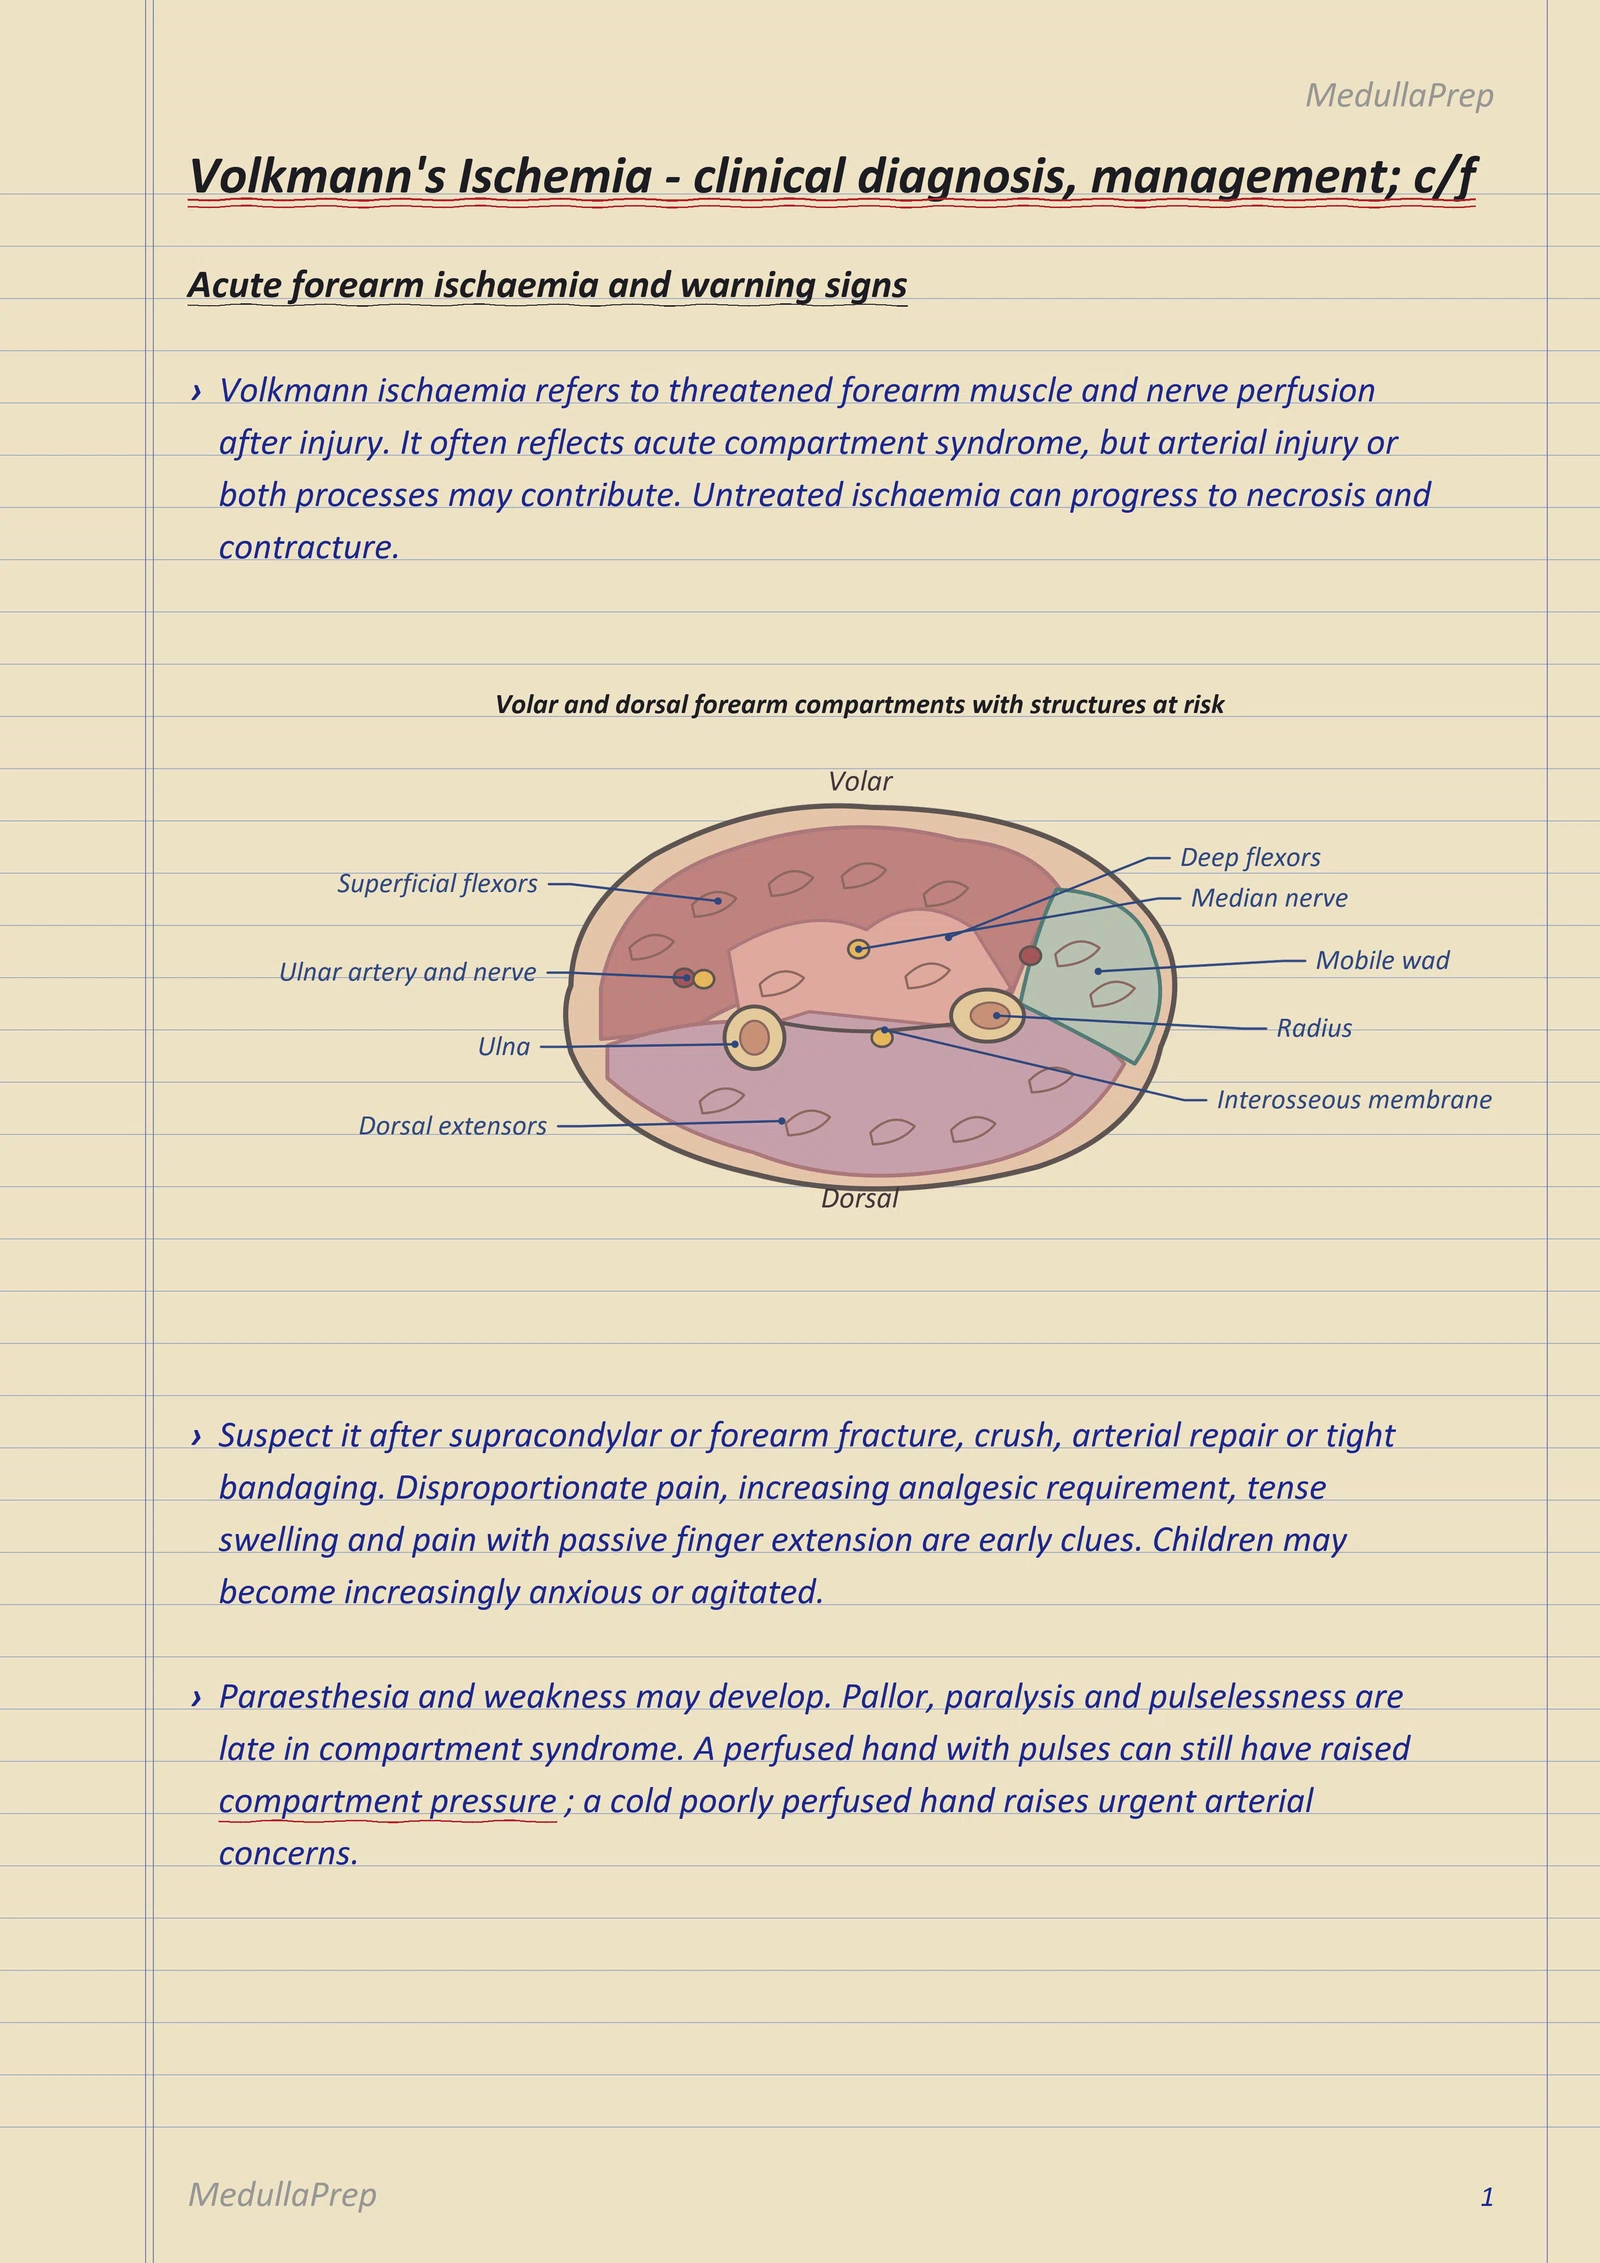 MedullaPrep
Volkmann's Ischemia - clinical diagnosis, management; c/f
Acute forearm ischaemia and warning signs
› Volkmann ischaemia refers to threatened forearm muscle and nerve perfusion
after injury. It often reflects acute compartment syndrome, but arterial injury or
both processes may contribute. Untreated ischaemia can progress to necrosis and
contracture.
Volar and dorsal forearm compartments with structures at risk
Volar
Deep flexors
Superficial flexors
Median nerve
Mobile wad
Ulnar artery and nerve
Radius
Ulna
Interosseous membrane
Dorsal extensors
Dorsal
› Suspect it after supracondylar or forearm fracture, crush, arterial repair or tight
bandaging. Disproportionate pain, increasing analgesic requirement, tense
swelling and pain with passive finger extension are early clues. Children may
become increasingly anxious or agitated.
› Paraesthesia and weakness may develop. Pallor, paralysis and pulselessness are
late in compartment syndrome. A perfused hand with pulses can still have raised
compartment pressure ; a cold poorly perfused hand raises urgent arterial
concerns.
MedullaPrep
1